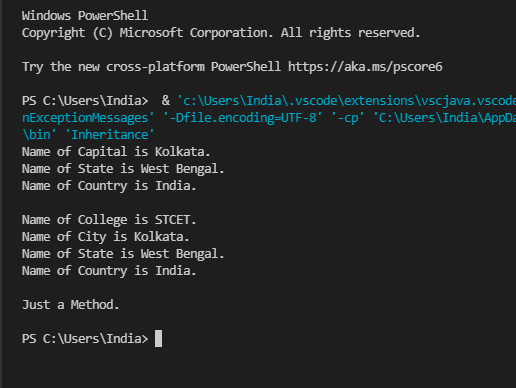 Windows PowerShell
Copyright (C) Microsoft Corporation. All rights reserved.
Try the new cross-platform PowerShell https://aka.ms/pscore6
PS C:\Users\India>  & 'c:\Users\India\.vscode\extensions\vscjava.vscode
nExceptionMessages' '-Dfile.encoding=UTF-8' '-cp' 'C:\Users\India\AppDa
\bin' 'Inheritance'
Name of Capital is Kolkata.
Name of State is West Bengal.
Name of Country is India.
Name of College is STCET.
Name of City is Kolkata.
Name of State is West Bengal.
Name of Country is India.
Just a Method.
PS C:\Users\India>